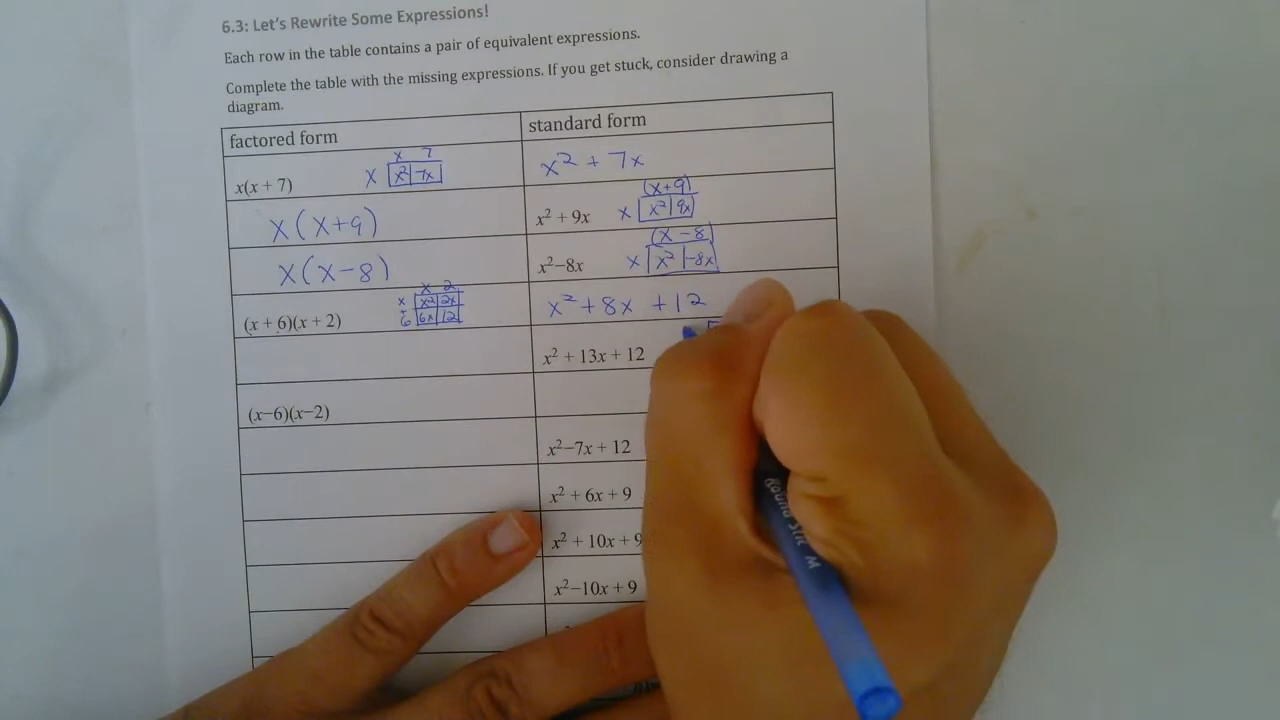 6.3: Let's Rewrite Some Expressions!
Each row in the table contains a pair of equivalent expressions.
Complete the table with the missing expressions. If you get stuck, consider drawing a
diagram.
factored form standard form
x 7
x(x + 7) x x² 7x x² + 7x
(x+9)
x(x+9) x² + 9x x x² 9x
(x −8)
x(x−8) x²−8x x x² −8x
x 2
x x² 2x
(x + 6)(x + 2) 6 6x 12 x² + 8x + 12
x² + 13x + 12
(x−6)(x−2)
x²−7x + 12
x² + 6x + 9
x² + 10x + 9
x²−10x + 9
ROUND STIC M